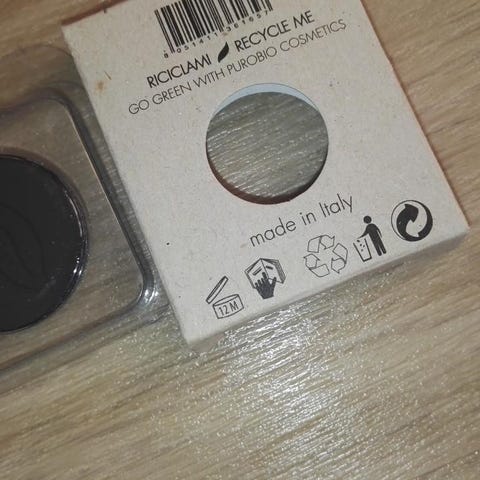 RICICLAMI RECYCLE ME
GO GREEN WITH PUROBIO COSMETICS
made in Italy
12M